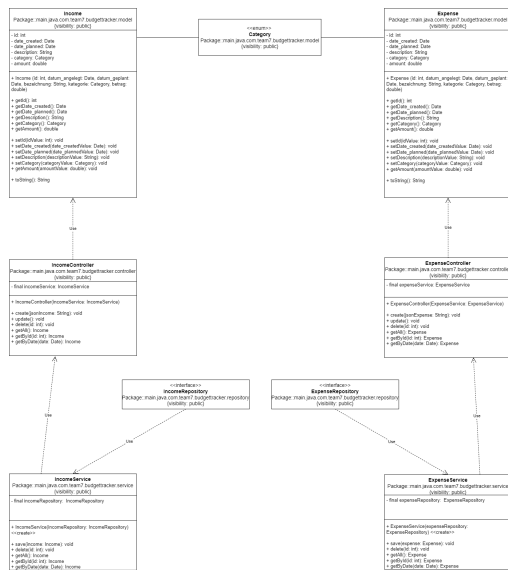 Income
Package: main.java.com.team7.budgettracker.model
{visibility: public}
- id: int
- date_created: Date
- date_planned: Date
- description: String
- category: Category
- amount: double
+ Income (id: int, datum_angelegt: Date, datum_geplant:
Date, bezeichnung: String, kategorie: Category, betrag:
double)
+ getId(): int
+ getDate_created(): Date
+ getDate_planned(): Date
+ getDescription(): String
+ getCategory(): Category
+ getAmount(): double
+ setId(idValue: int): void
+ setDate_created(date_createdValue: Date): void
+ setDate_planned(date_plannedValue: Date): void
+ setDescription(descriptionValue: String): void
+ setCategory(categoryValue: Category): void
+ getAmount(amountValue: double): void
+ toString(): String
<<enum>>
Category
Package: main.java.com.team7.budgettracker.model
{visibility: public}
Expense
Package: main.java.com.team7.budgettracker.model
{visibility: public}
- id: int
- date_created: Date
- date_planned: Date
- description: String
- category: Category
- amount: double
+ Expense (id: int, datum_angelegt: Date, datum_geplant:
Date, bezeichnung: String, kategorie: Category, betrag:
double)
+ getId(): int
+ getDate_created(): Date
+ getDate_planned(): Date
+ getDescription(): String
+ getCategory(): Category
+ getAmount(): double
+ setId(idValue: int): void
+ setDate_created(date_createdValue: Date): void
+ setDate_planned(date_plannedValue: Date): void
+ setDescription(descriptionValue: String): void
+ setCategory(categoryValue: Category): void
+ getAmount(amountValue: double): void
+ toString(): String
Use
Use
IncomeController
Package: main.java.com.team7.budgettracker.controller
{visibility: public}
- final incomeService: IncomeService
+ IncomeController(incomeService: IncomeService)
+ create(jsonIncome: String): void
+ update(): void
+ delete(id: int): void
+ getAll(): Income
+ getById(id: int): Income
+ getByDate(date: Date): Income
ExpenseController
Package: main.java.com.team7.budgettracker.controller
{visibility: public}
- final expenseService: ExpenseService
+ ExpenseController(ExpenseService: ExpenseService)
+ create(jsonExpense: String): void
+ update(): void
+ delete(id: int): void
+ getAll(): Expense
+ getById(id: int): Expense
+ getByDate(date: Date): Expense
<<interface>>
IncomeRepository
Package: main.java.com.team7.budgettracker.repository
{visibility: public}
<<interface>>
ExpenseRepository
Package: main.java.com.team7.budgettracker.repository
{visibility: public}
Use
Use
Use
Use
IncomeService
Package: main.java.com.team7.budgettracker.service
{visibility: public}
- final incomeRepository: IncomeRepository
+ IncomeService(incomeRepository: IncomeRepository)
<<create>>
+ save(income: Income): void
+ delete(id: int): void
+ getAll(): Income
+ getById(id: int): Income
+ getByDate(date: Date): Income
ExpenseService
Package: main.java.com.team7.budgettracker.service
{visibility: public}
- final expenseRepository: ExpenseRepository
+ ExpenseService(expenseRepository:
ExpenseRepository) <<create>>
+ save(expense: Expense): void
+ delete(id: int): void
+ getAll(): Expense
+ getById(id: int): Expense
+ getByDate(date: Date): Expense